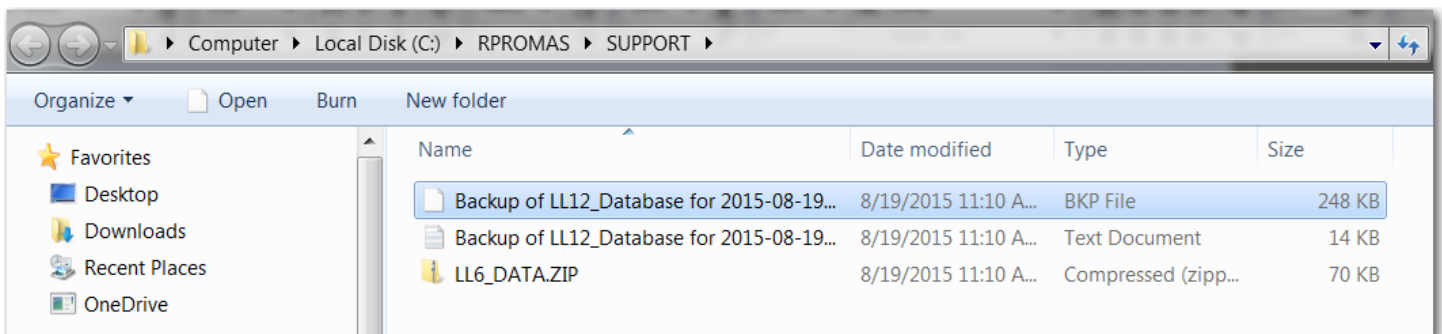 Computer Local Disk (C:) RPROMAS SUPPORT
Organize Open Burn New folder
Favorites
Desktop
Downloads
Recent Places
OneDrive
Name Date modified Type Size
Backup of LL12_Database for 2015-08-19... 8/19/2015 11:10 A... BKP File 248 KB
Backup of LL12_Database for 2015-08-19... 8/19/2015 11:10 A... Text Document 14 KB
LL6_DATA.ZIP 8/19/2015 11:10 A... Compressed (zipp... 70 KB